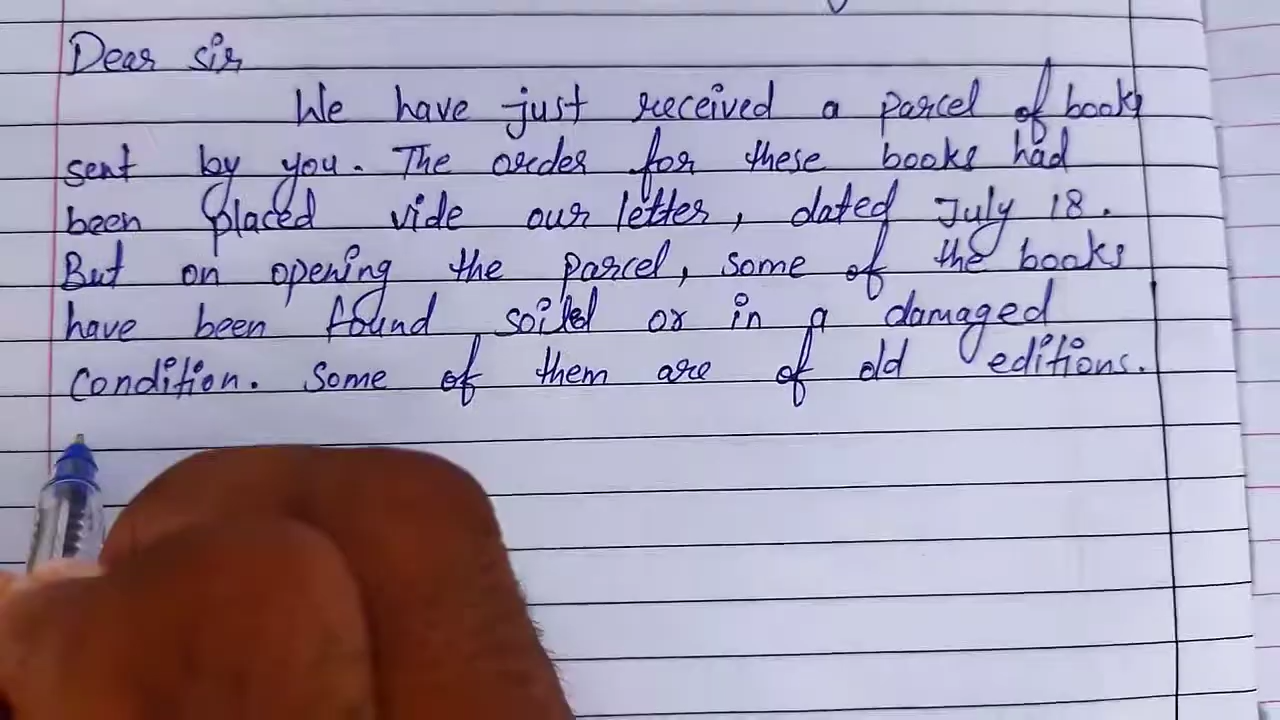 Dear sir
We have just received a parcel of books
sent by you. The order for these books had
been placed vide our letter, dated July 18.
But on opening the parcel, some of the books
have been found soiled or in a damaged
condition. Some of them are of old editions.